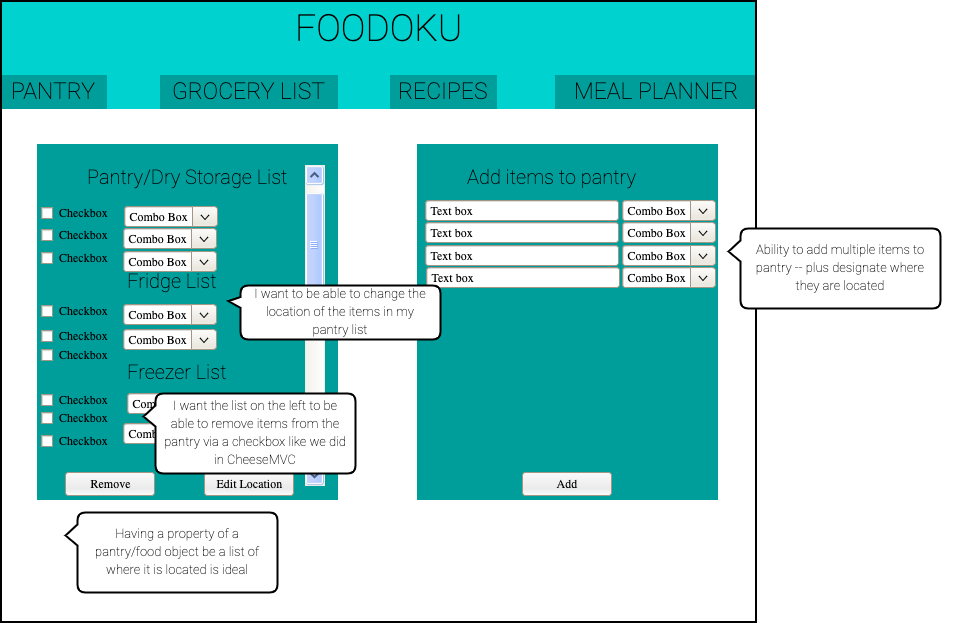 FOODOKU
PANTRY
GROCERY LIST
RECIPES
MEAL PLANNER
Pantry/Dry Storage List
Checkbox Combo Box
Checkbox Combo Box
Checkbox Combo Box
Fridge List
Checkbox Combo Box
Checkbox Combo Box
Checkbox
Freezer List
Checkbox Com
Checkbox
Checkbox Comb
Remove
Edit Location
I want to be able to change the
location of the items in my
pantry list
I want the list on the left to be
able to remove items from the
pantry via a checkbox like we did
in CheeseMVC
Having a property of a
pantry/food object be a list of
where it is located is ideal
Add items to pantry
Text box Combo Box
Text box Combo Box
Text box Combo Box
Text box Combo Box
Add
Ability to add multiple items to
pantry -- plus designate where
they are located